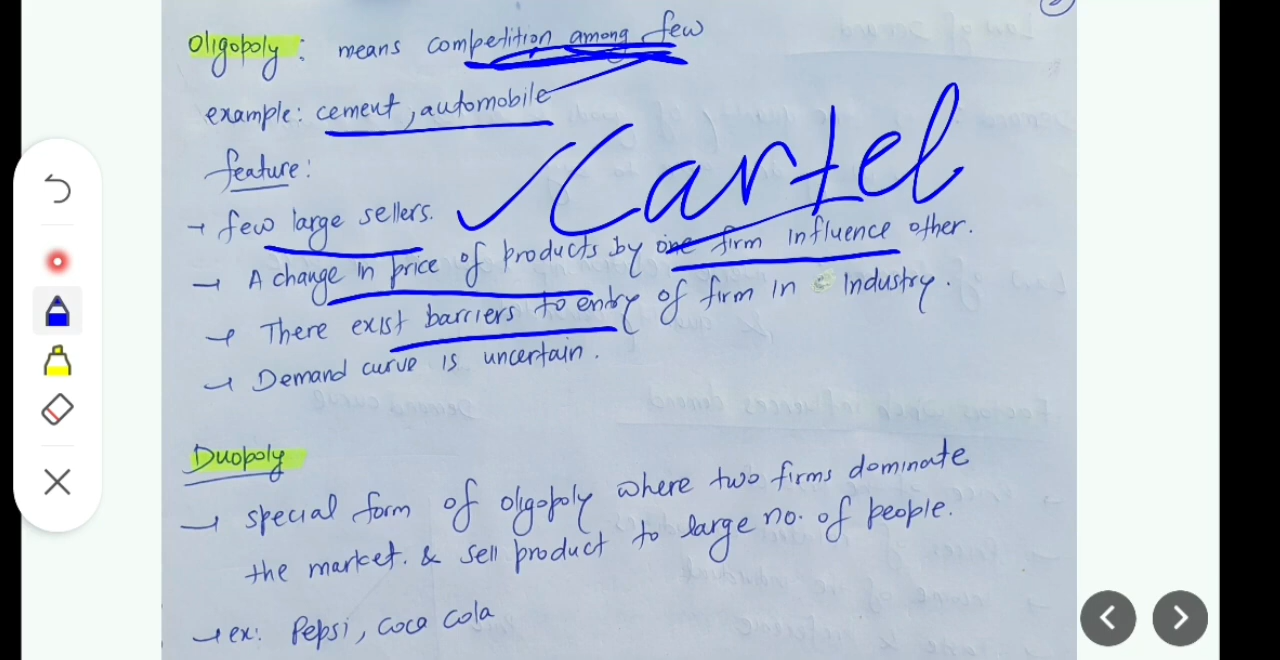 Oligopoly: means competition among few
example: cement, automobile
Cartel
feature:
→ few large sellers.
→ A change in price of products by one firm influence other.
→ There exist barriers to entry of firm in Industry.
→ Demand curve is uncertain.
Duopoly
→ special form of oligopoly where two firms dominate
the market. & sell product to large no. of people.
→ ex: Pepsi, coca cola